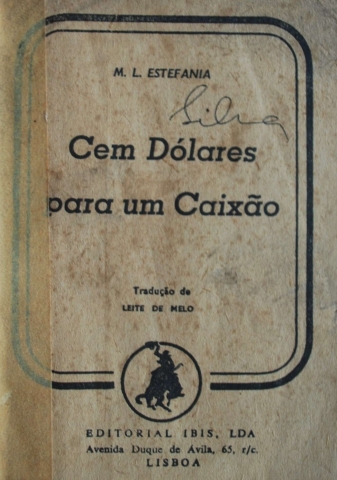 M. L. ESTEFANIA
Silva
Cem Dólares
para um Caixão
Tradução de
LEITE DE MELO
EDITORIAL IBIS, LDA
Avenida Duque de Ávila, 65, r/c.
LISBOA